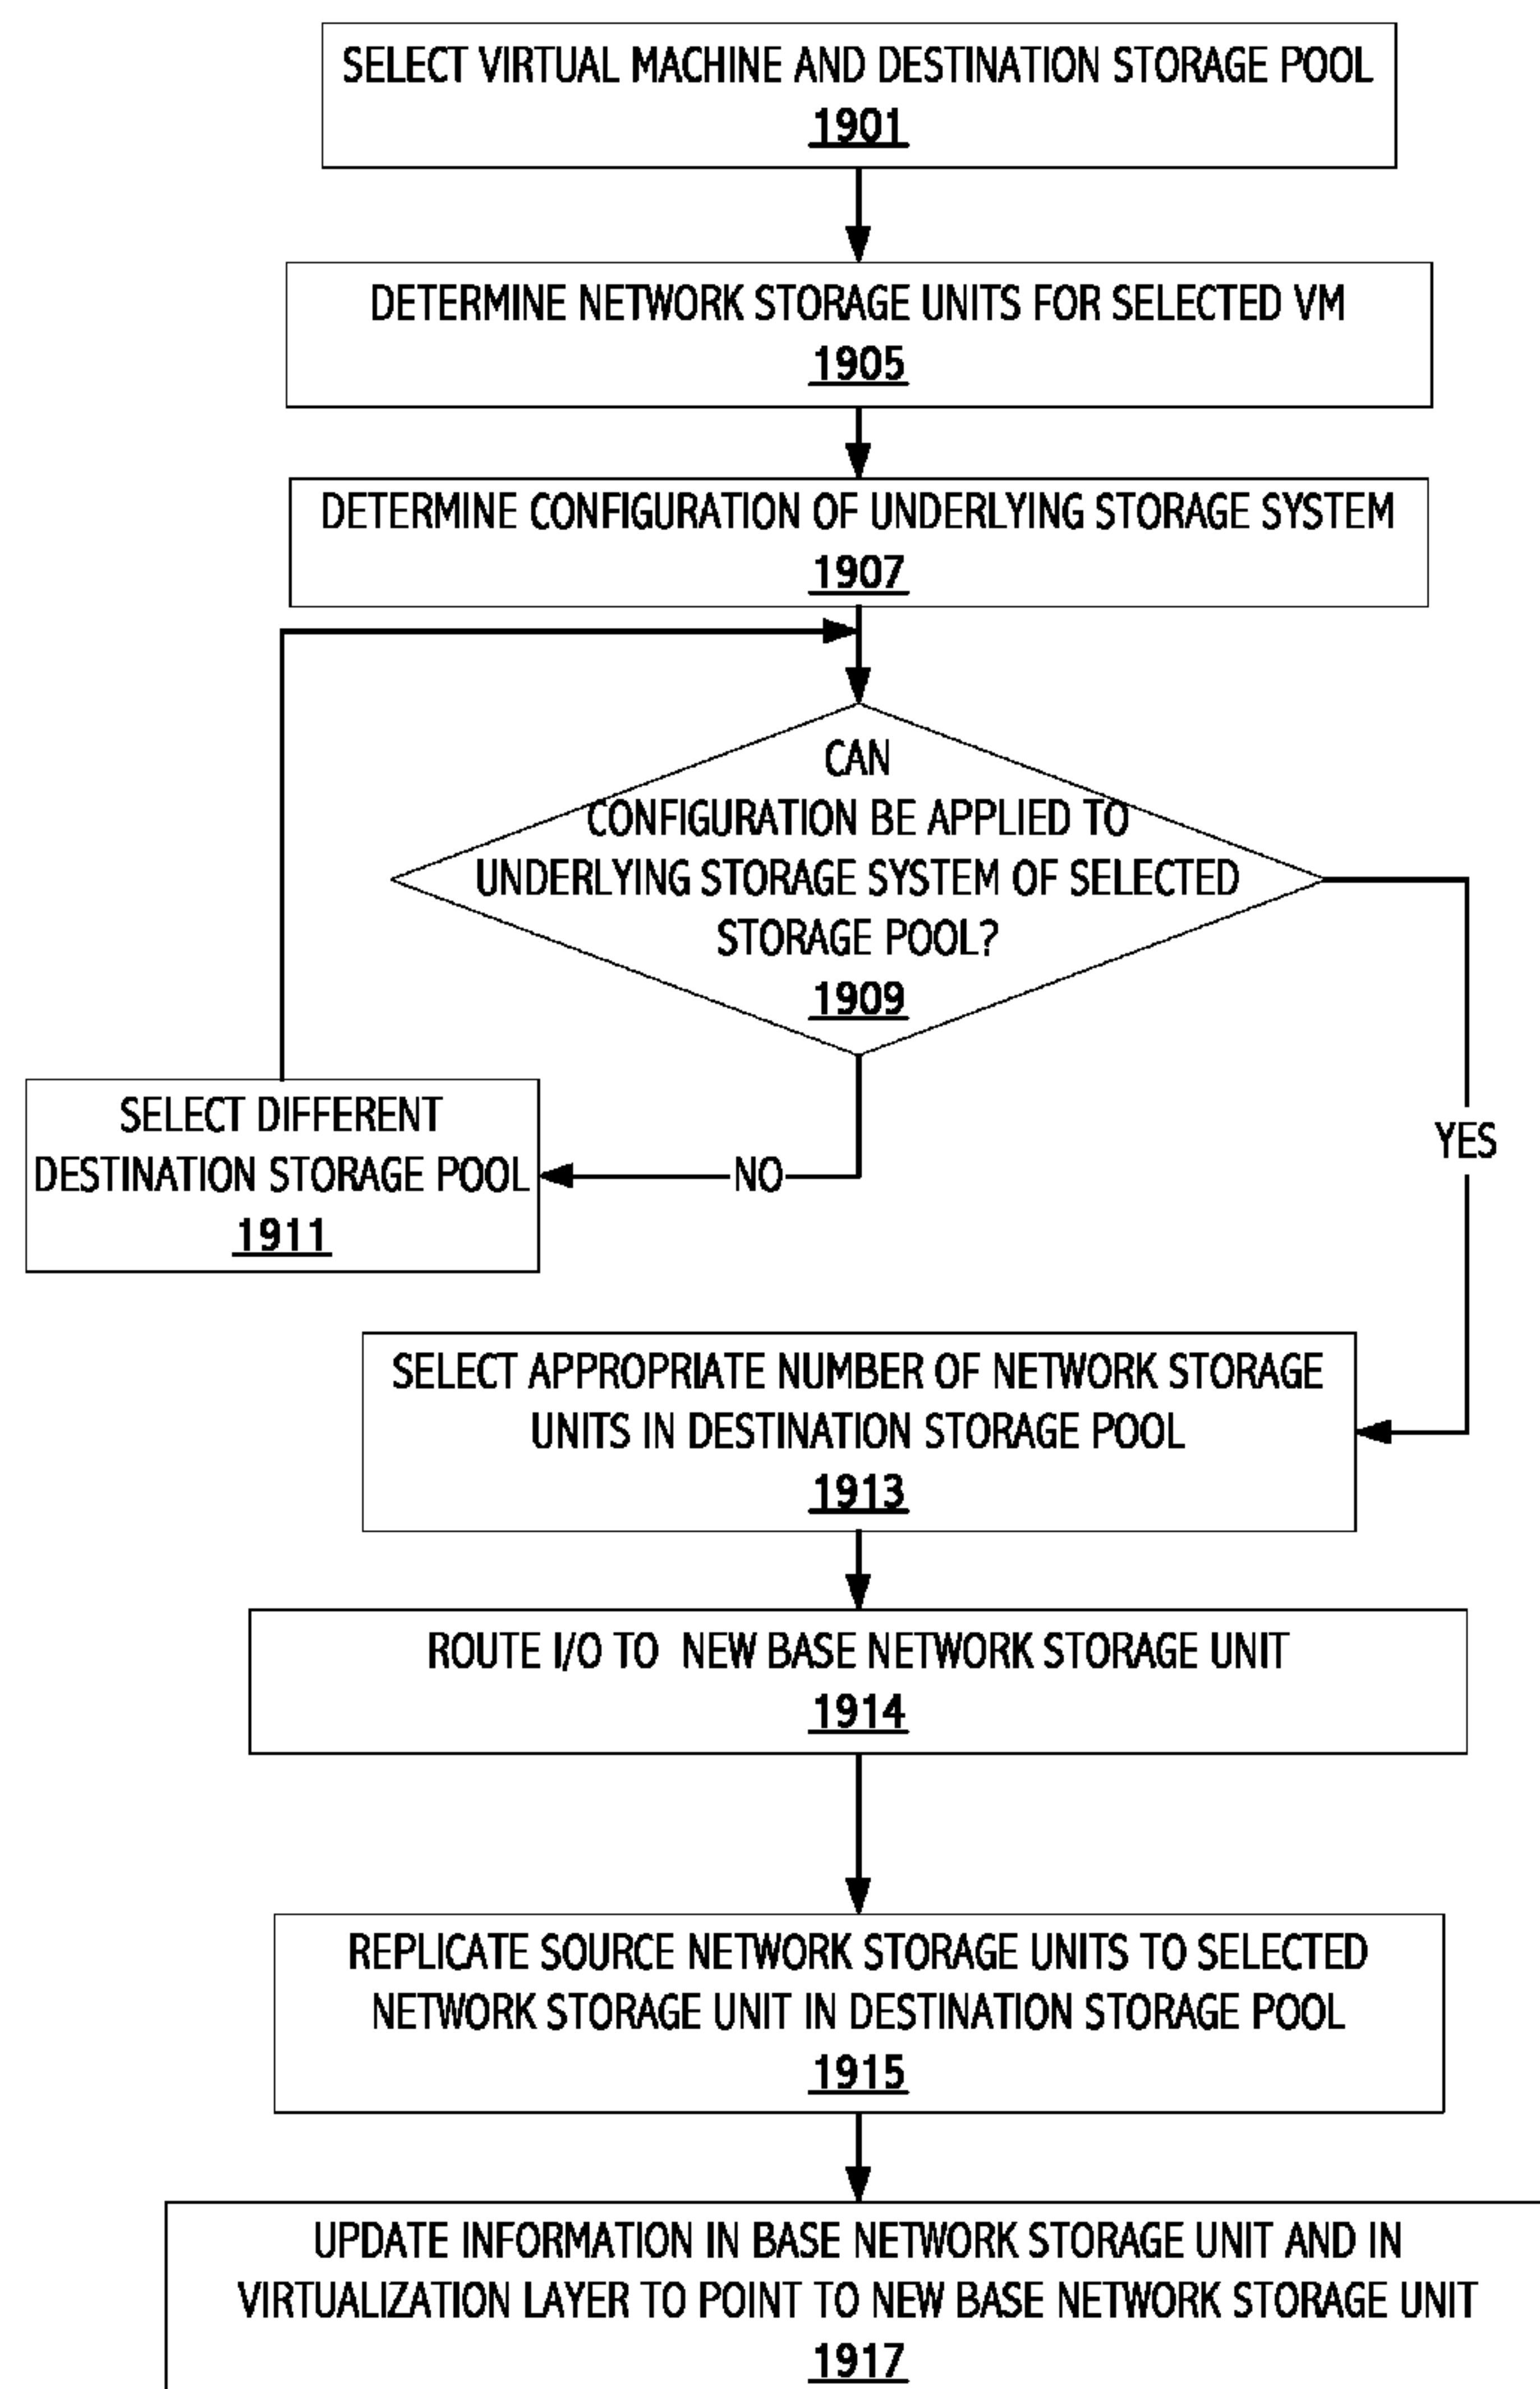 SELECT VIRTUAL MACHINE AND DESTINATION STORAGE POOL
1901
DETERMINE NETWORK STORAGE UNITS FOR SELECTED VM
1905
DETERMINE CONFIGURATION OF UNDERLYING STORAGE SYSTEM
1907
CAN
CONFIGURATION BE APPLIED TO
UNDERLYING STORAGE SYSTEM OF SELECTED
STORAGE POOL?
1909
SELECT DIFFERENT
DESTINATION STORAGE POOL
1911
NO
YES
SELECT APPROPRIATE NUMBER OF NETWORK STORAGE
UNITS IN DESTINATION STORAGE POOL
1913
ROUTE I/O TO NEW BASE NETWORK STORAGE UNIT
1914
REPLICATE SOURCE NETWORK STORAGE UNITS TO SELECTED
NETWORK STORAGE UNIT IN DESTINATION STORAGE POOL
1915
UPDATE INFORMATION IN BASE NETWORK STORAGE UNIT AND IN
VIRTUALIZATION LAYER TO POINT TO NEW BASE NETWORK STORAGE UNIT
1917